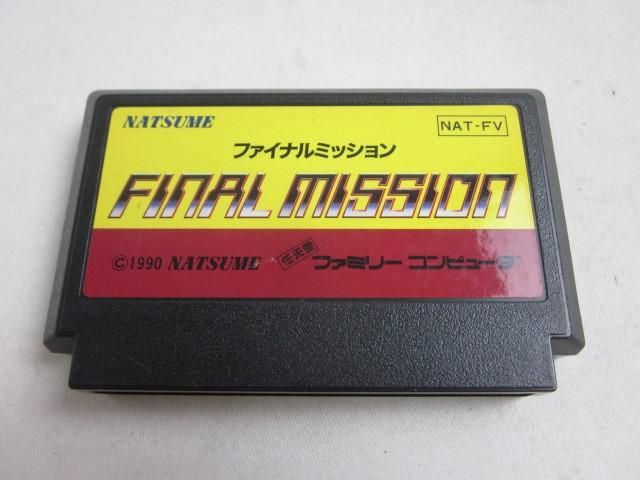 NATSUME
NAT-FV
ファイナルミッション
FINAL MISSION
©1990 NATSUME 任天堂 ファミリー コンピュータ